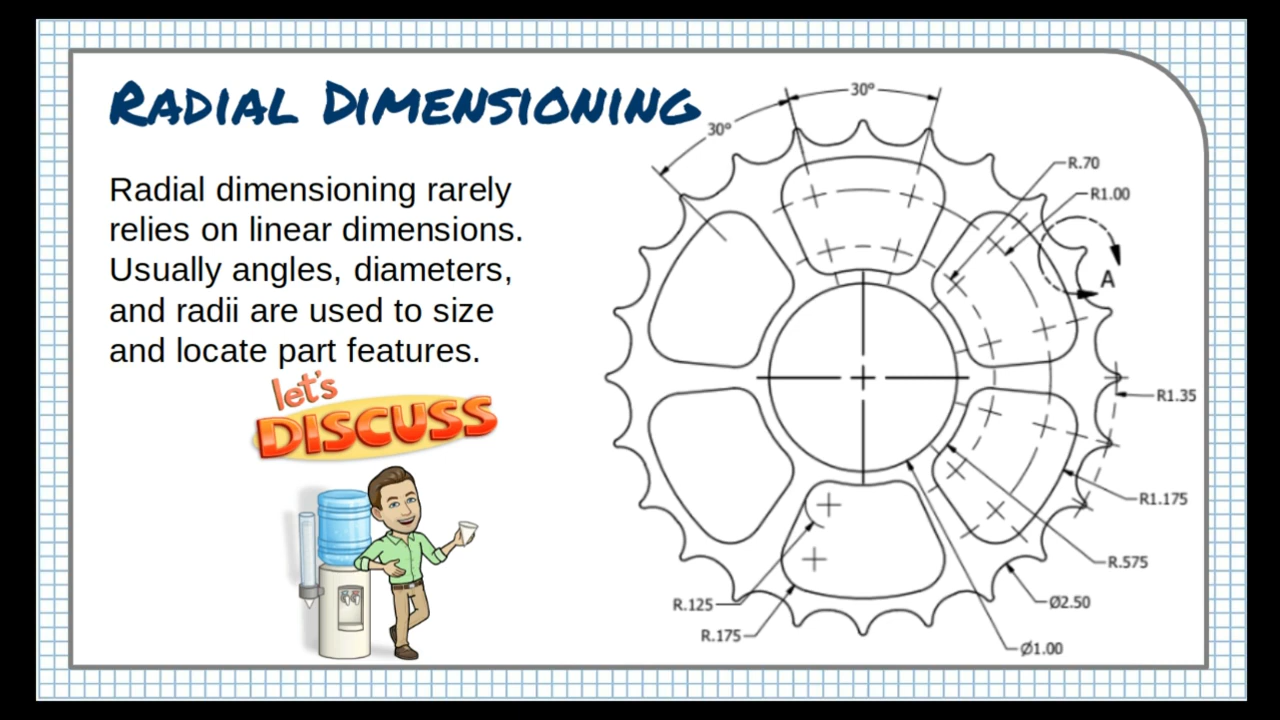 RADIAL DIMENSIONING
Radial dimensioning rarely
relies on linear dimensions.
Usually angles, diameters,
and radii are used to size
and locate part features.
let's
DISCUSS
30°
30°
R.70
R1.00
A
R1.35
R1.175
R.575
Ø2.50
Ø1.00
R.125
R.175